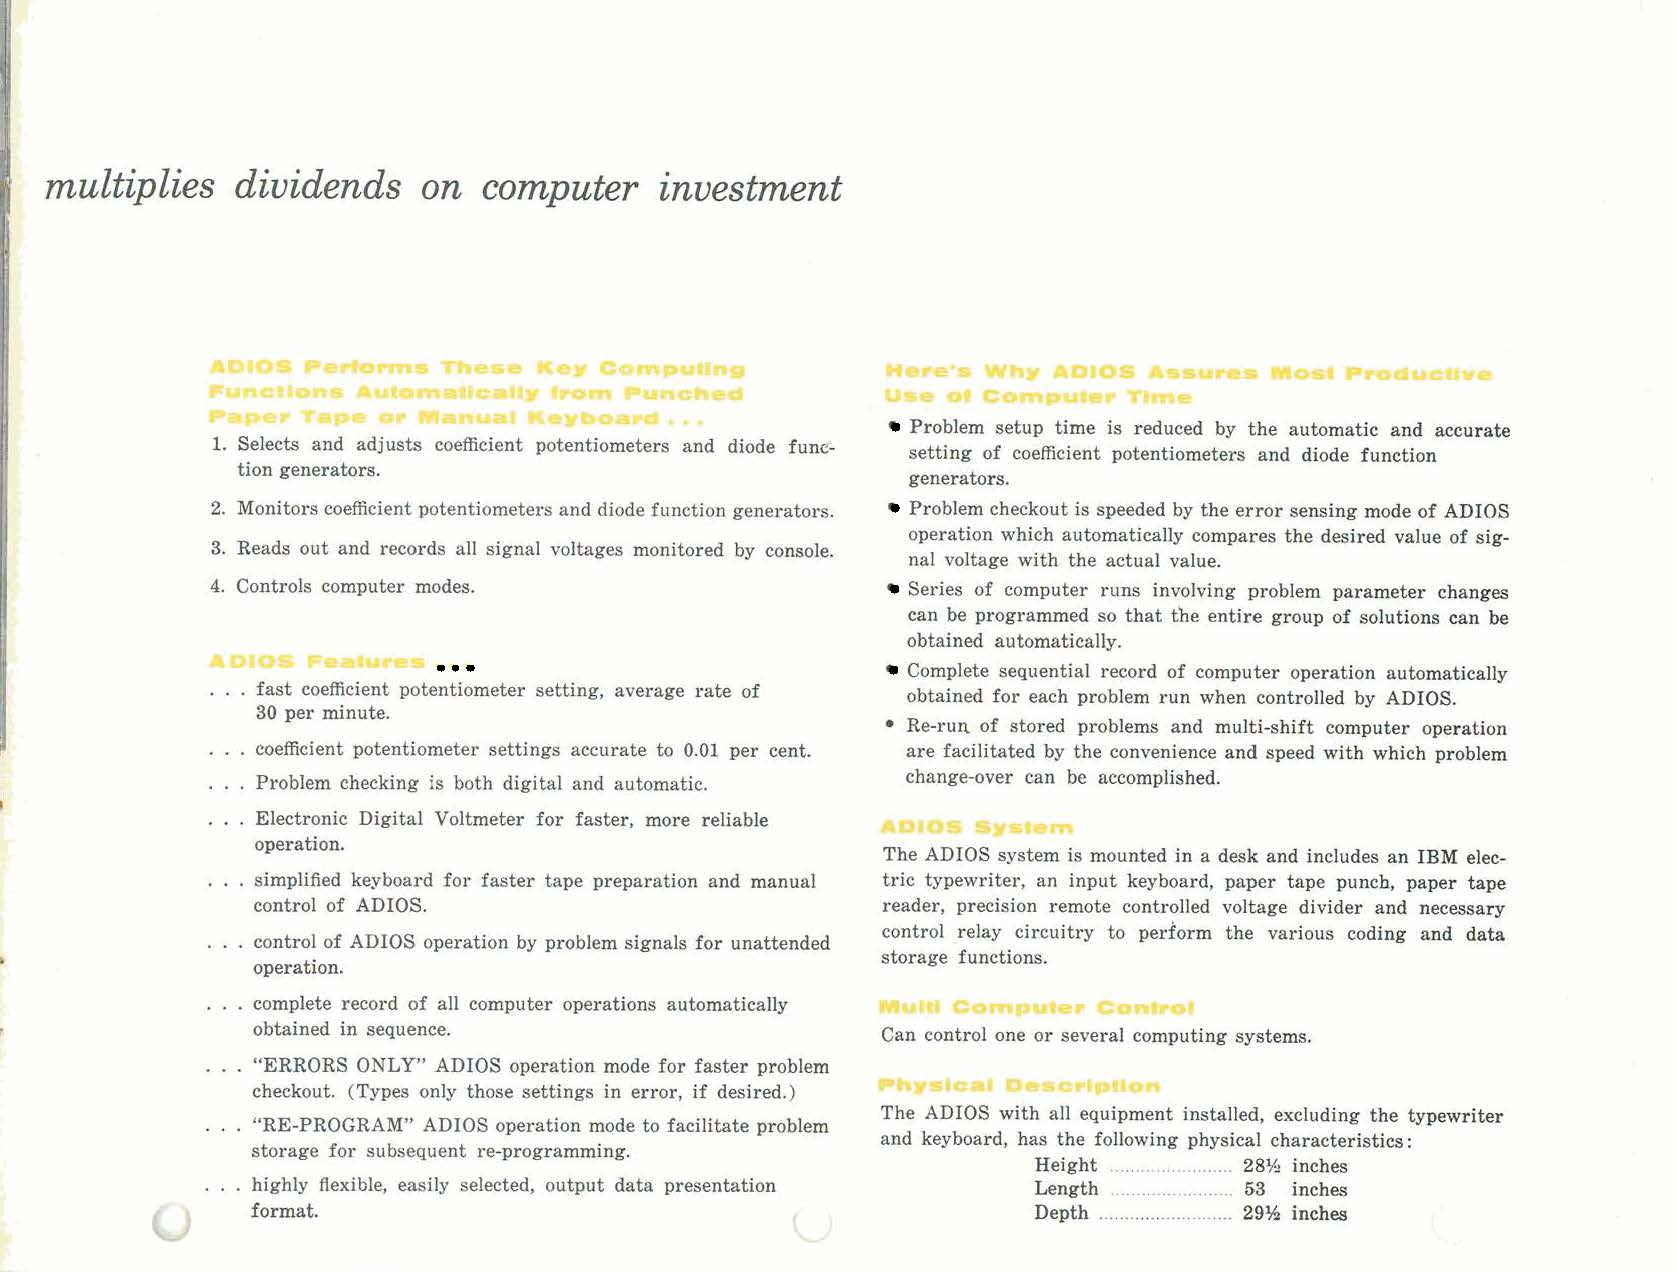 multiplies dividends on computer investment
ADIOS Performs These Key Computing
Functions Automatically from Punched
Paper Tape or Manual Keyboard . . .
1. Selects and adjusts coefficient potentiometers and diode func-
tion generators.
2. Monitors coefficient potentiometers and diode function generators.
3. Reads out and records all signal voltages monitored by console.
4. Controls computer modes.
ADIOS Features . . .
. . . fast coefficient potentiometer setting, average rate of
30 per minute.
. . . coefficient potentiometer settings accurate to 0.01 per cent.
. . . Problem checking is both digital and automatic.
. . . Electronic Digital Voltmeter for faster, more reliable
operation.
. . . simplified keyboard for faster tape preparation and manual
control of ADIOS.
. . . control of ADIOS operation by problem signals for unattended
operation.
. . . complete record of all computer operations automatically
obtained in sequence.
. . . “ERRORS ONLY” ADIOS operation mode for faster problem
checkout. (Types only those settings in error, if desired.)
. . . “RE-PROGRAM” ADIOS operation mode to facilitate problem
storage for subsequent re-programming.
. . . highly flexible, easily selected, output data presentation
format.
Here's Why ADIOS Assures Most Productive
Use of Computer Time
• Problem setup time is reduced by the automatic and accurate
setting of coefficient potentiometers and diode function
generators.
• Problem checkout is speeded by the error sensing mode of ADIOS
operation which automatically compares the desired value of sig-
nal voltage with the actual value.
• Series of computer runs involving problem parameter changes
can be programmed so that the entire group of solutions can be
obtained automatically.
• Complete sequential record of computer operation automatically
obtained for each problem run when controlled by ADIOS.
• Re-run of stored problems and multi-shift computer operation
are facilitated by the convenience and speed with which problem
change-over can be accomplished.
ADIOS System
The ADIOS system is mounted in a desk and includes an IBM elec-
tric typewriter, an input keyboard, paper tape punch, paper tape
reader, precision remote controlled voltage divider and necessary
control relay circuitry to perform the various coding and data
storage functions.
Multi Computer Control
Can control one or several computing systems.
Physical Description
The ADIOS with all equipment installed, excluding the typewriter
and keyboard, has the following physical characteristics:
Height ........................ 28½ inches
Length ........................ 53 inches
Depth .......................... 29½ inches